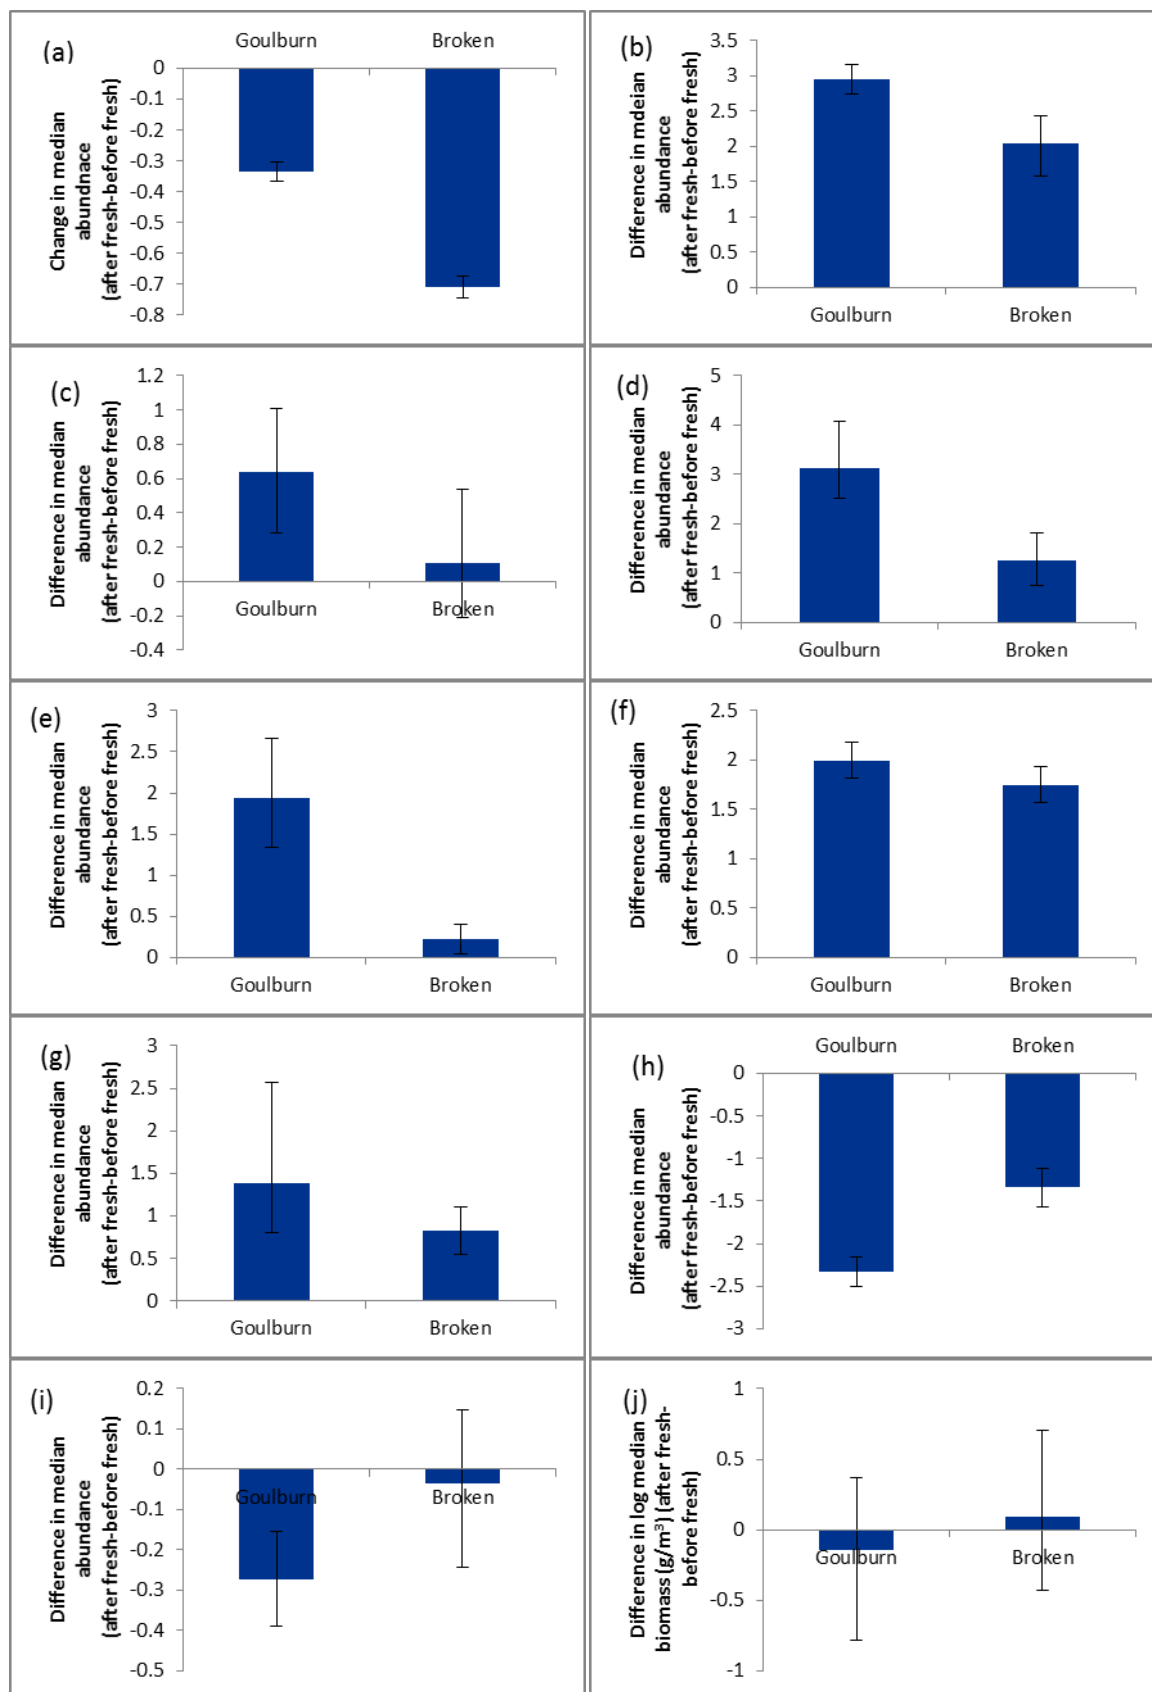 (a)
Goulburn Broken
0
-0.1
-0.2
-0.3
-0.4
-0.5
-0.6
-0.7
-0.8
Change in median
abundnace
(after fresh-before fresh)
(b)
3.5
3
2.5
2
1.5
1
0.5
0
Difference in mdeian
abundance
(after fresh-before fresh)
Goulburn Broken
(c)
1.2
1
0.8
0.6
0.4
0.2
0
-0.2
-0.4
Difference in median
abundance
(after fresh-before fresh)
Goulburn Broken
(d)
5
4
3
2
1
0
Difference in median
abundance
(after fresh-before fresh)
Goulburn Broken
(e)
3
2.5
2
1.5
1
0.5
0
Difference in median
abundance
(after fresh-before fresh)
Goulburn Broken
(f)
2.5
2
1.5
1
0.5
0
Difference in median
abundance
(after fresh-before fresh)
Goulburn Broken
(g)
3
2.5
2
1.5
1
0.5
0
Difference in median
abundance
(after fresh-before fresh)
Goulburn Broken
(h)
Goulburn Broken
0
-0.5
-1
-1.5
-2
-2.5
-3
Difference in median
abundance
(after fresh-before fresh)
(i)
0.2
0.1
0
-0.1
-0.2
-0.3
-0.4
-0.5
Difference in median
abundance
(after fresh-before fresh)
Goulburn Broken
(j)
1
0.5
0
-0.5
-1
Difference in log median
biomass (g/m³) (after fresh-
before fresh)
Goulburn Broken